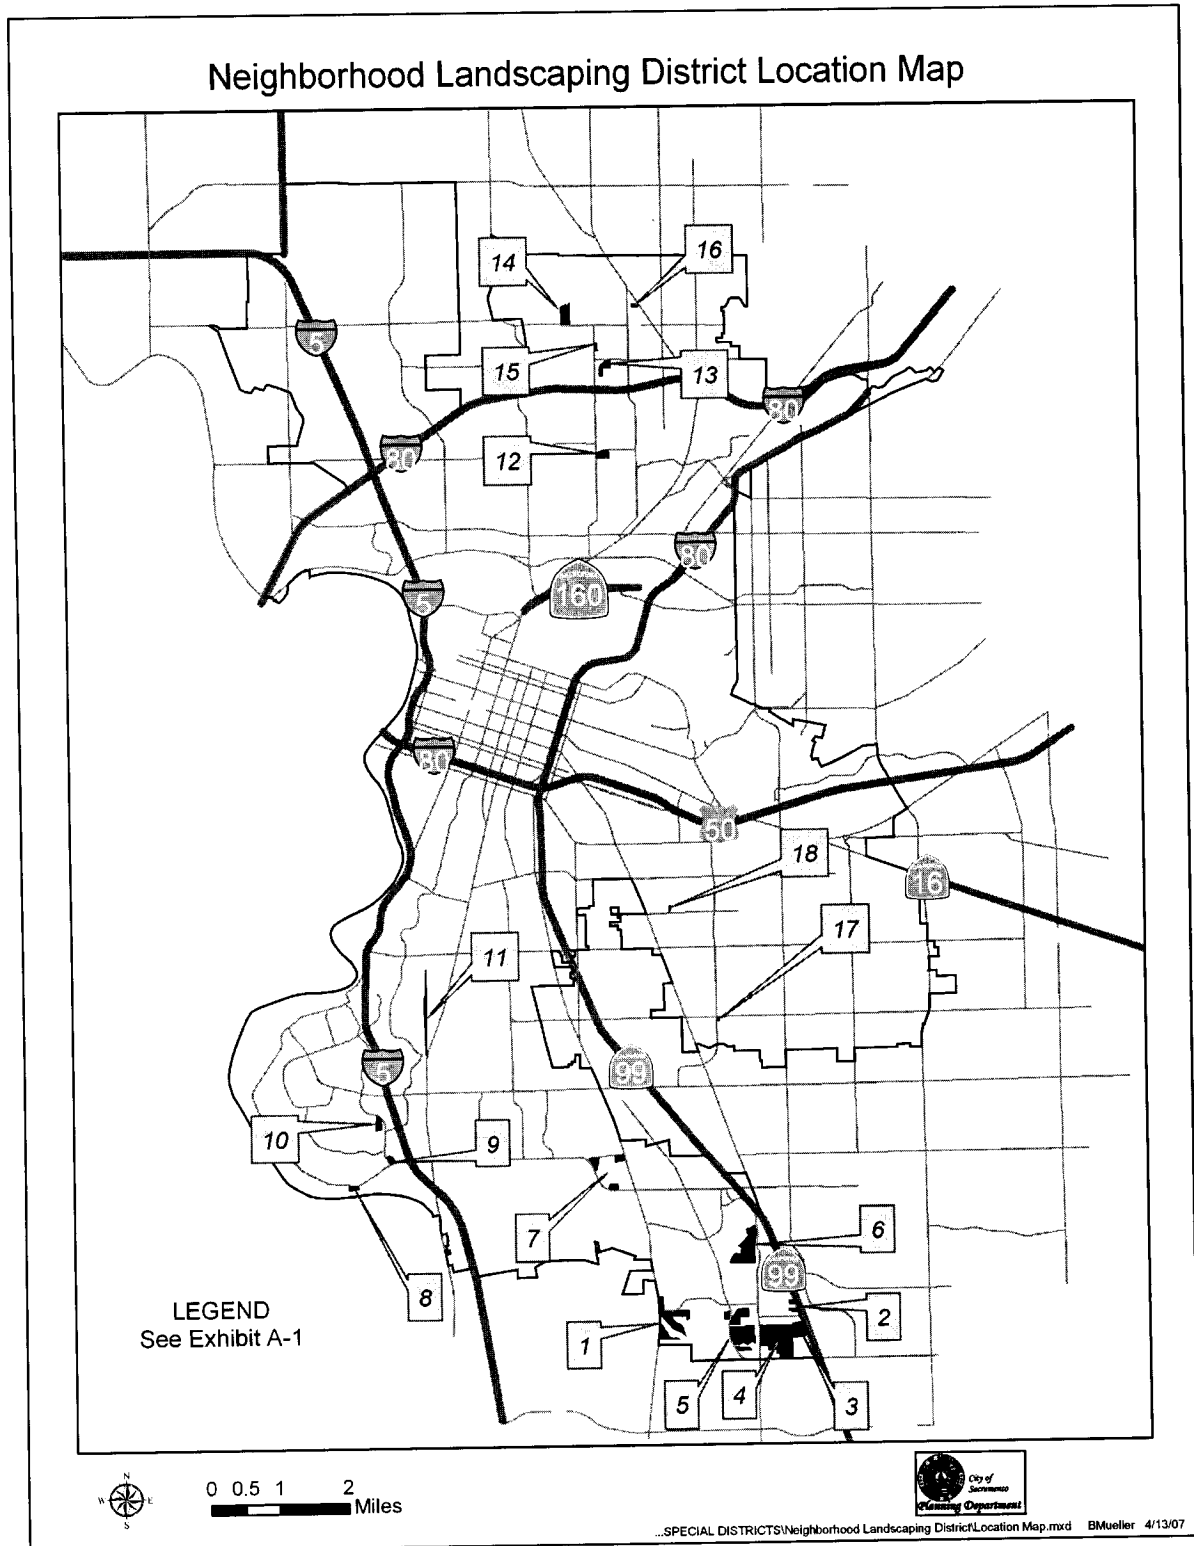 Neighborhood Landscaping District Location Map
14
16
5
15
13
80
80
12
80
160
5
80
50
18
16
17
11
5
99
10
9
7
6
99
8
2
1
5
4
3
LEGEND
See Exhibit A-1
N
W E
S
0 0.5 1 2
Miles
City of
Sacramento
Planning Department
...SPECIAL DISTRICTS\Neighborhood Landscaping District\Location Map.mxd BMueller 4/13/07